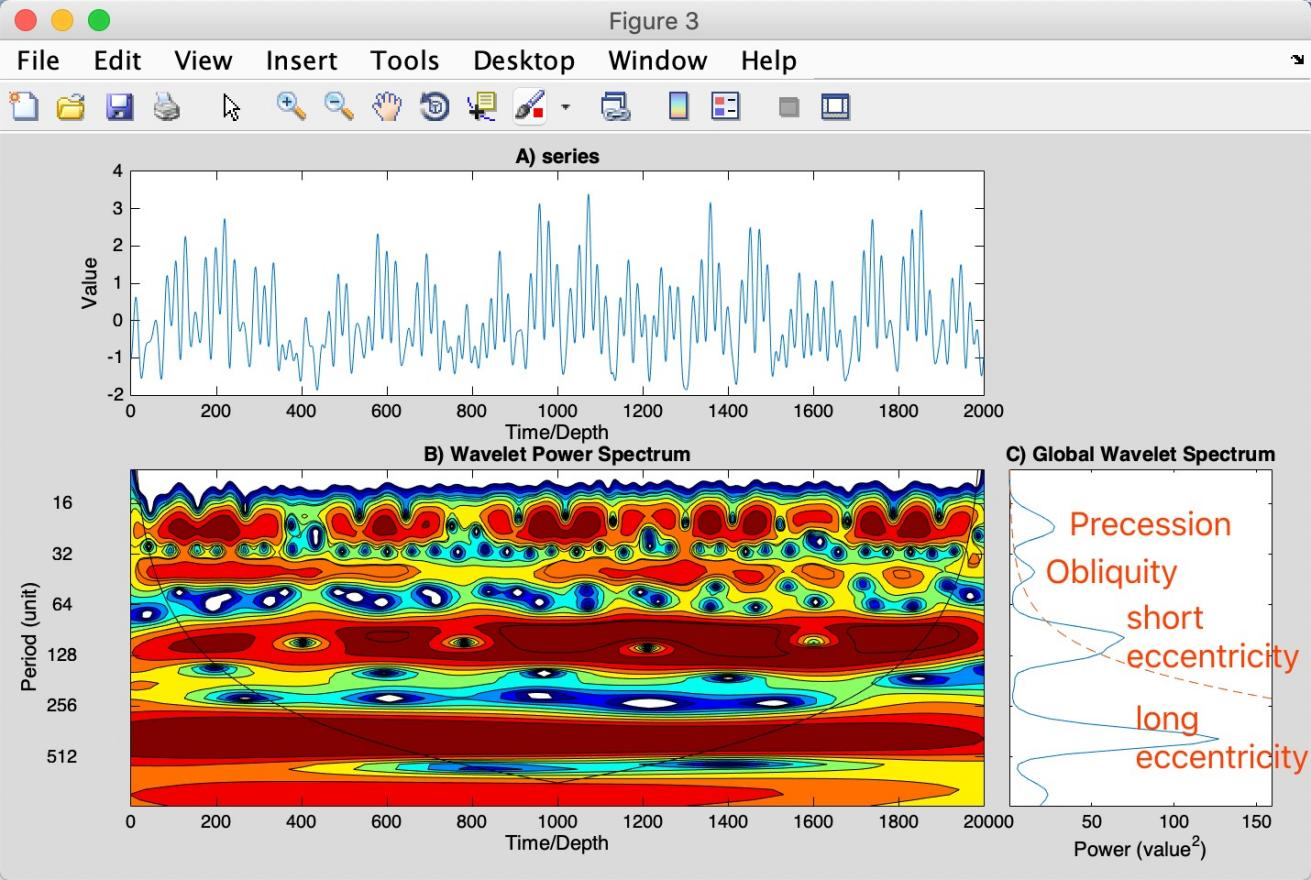 Figure 3
File Edit View Insert Tools Desktop Window Help
A) series
4
3
2
1
0
-1
-2
Value
0 200 400 600 800 1000 1200 1400 1600 1800 2000
Time/Depth
B) Wavelet Power Spectrum
16
32
64
128
256
512
Period (unit)
0 200 400 600 800 1000 1200 1400 1600 1800 2000
Time/Depth
C) Global Wavelet Spectrum
Precession
Obliquity
short
eccentricity
long
eccentricity
0 50 100 150
Power (value²)